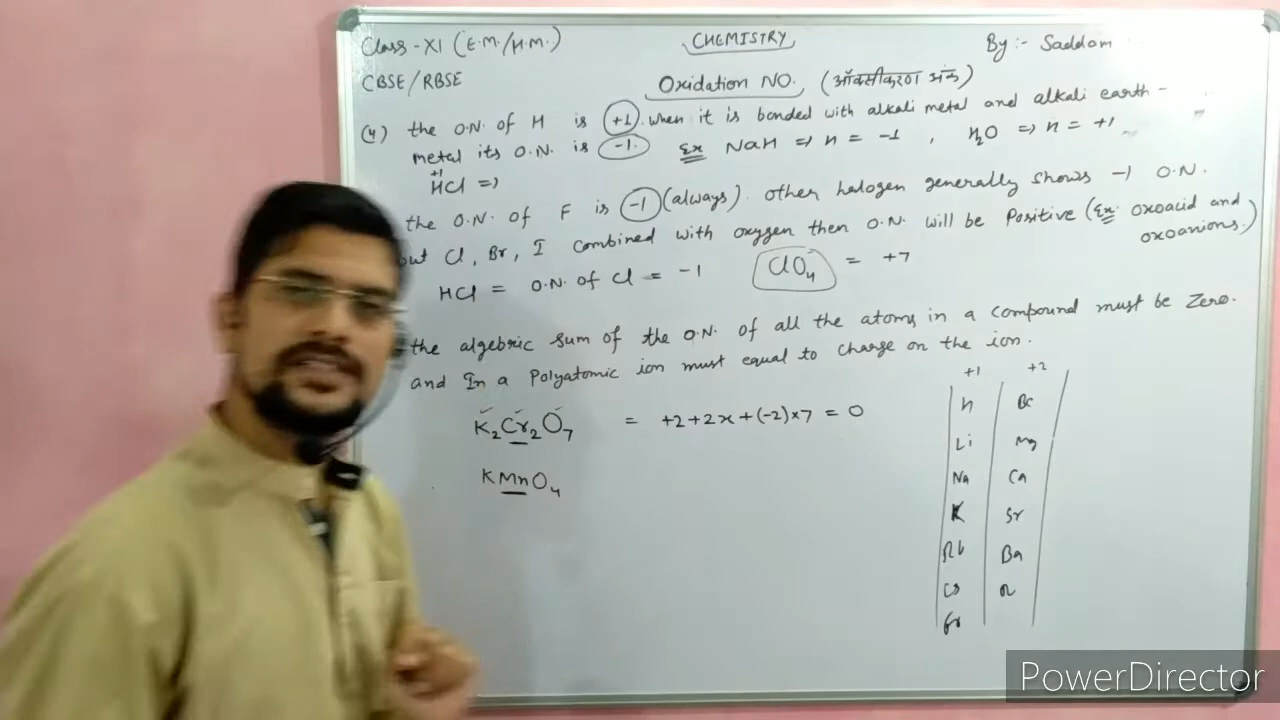 Class-XI (E.M./H.M.)
CHEMISTRY
By:- Saddam
CBSE/RBSE
Oxidation NO. (ऑक्सीकरण अंक)
(4) the O.N. of H is +1 when it is bonded with alkali metal and alkali earth-
metal its O.N. is -1. Ex NaH => H = -1 , H2O => H = +1
+1
HCl =>
the O.N. of F is -1 (always). other halogen generally shows -1 O.N.
but Cl, Br, I combined with oxygen then O.N. will be Positive (Ex: oxoacid and
oxoanions.)
HCl = O.N. of Cl = -1 ClO4- = +7
the algebric sum of the O.N. of all the atoms in a compound must be Zero.
and In a Polyatomic ion must equal to charge on the ion.
K2Cr2O7 = +2+2x+(-2)x7 = 0
KMnO4
+1 +2
H Be
Li Mg
Na Ca
K Sr
Rb Ba
Cs
Fr
PowerDirector